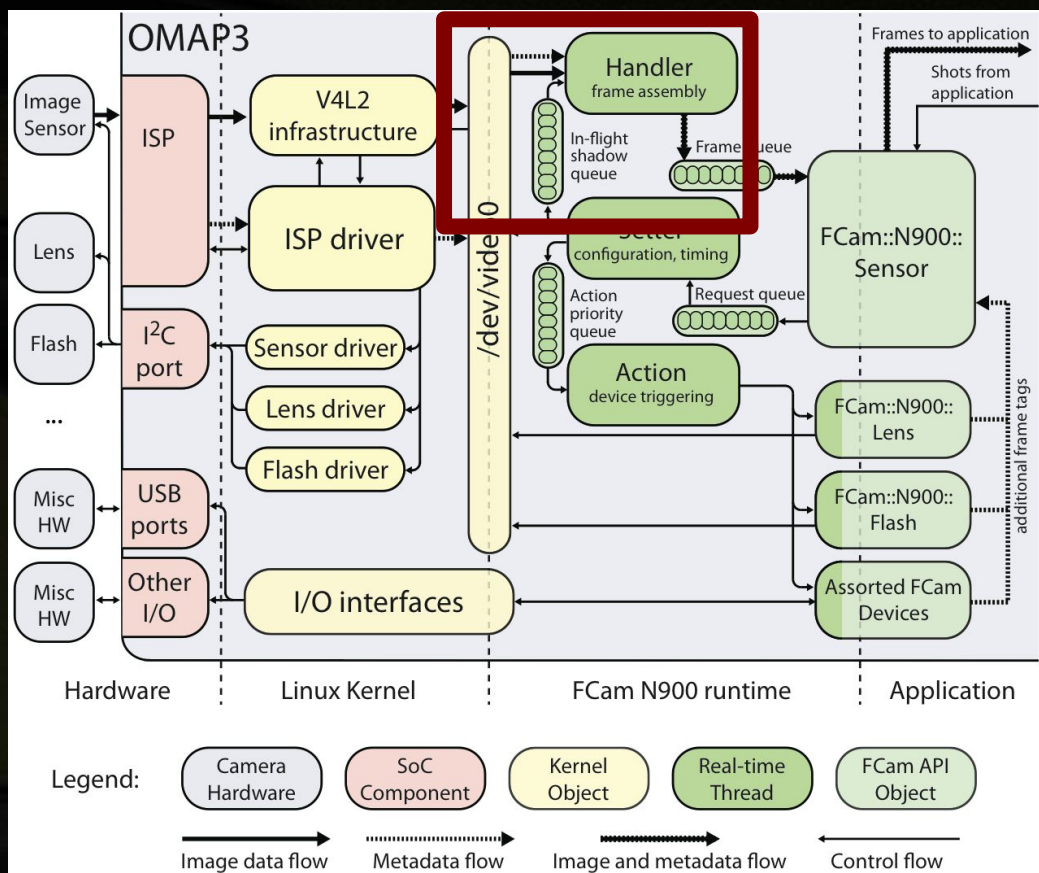 OMAP3
Image
Sensor
Lens
Flash
...
Misc
HW
Misc
HW
ISP
I²C
port
USB
ports
Other
I/O
V4L2
infrastructure
ISP driver
Sensor driver
Lens driver
Flash driver
I/O interfaces
Handler
frame assembly
In-flight
shadow
queue
configuration, timing
Action
priority
queue
Request queue
Action
device triggering
Frames to application
Shots from
application
FCam::N900::
Sensor
FCam::N900::
Lens
FCam::N900::
Flash
Assorted FCam
Devices
additional frame tags
Hardware
Linux Kernel
FCam N900 runtime
Application
Legend:
Camera
Hardware
SoC
Component
Kernel
Object
Real-time
Thread
FCam API
Object
Image data flow
Metadata flow
Image and metadata flow
Control flow